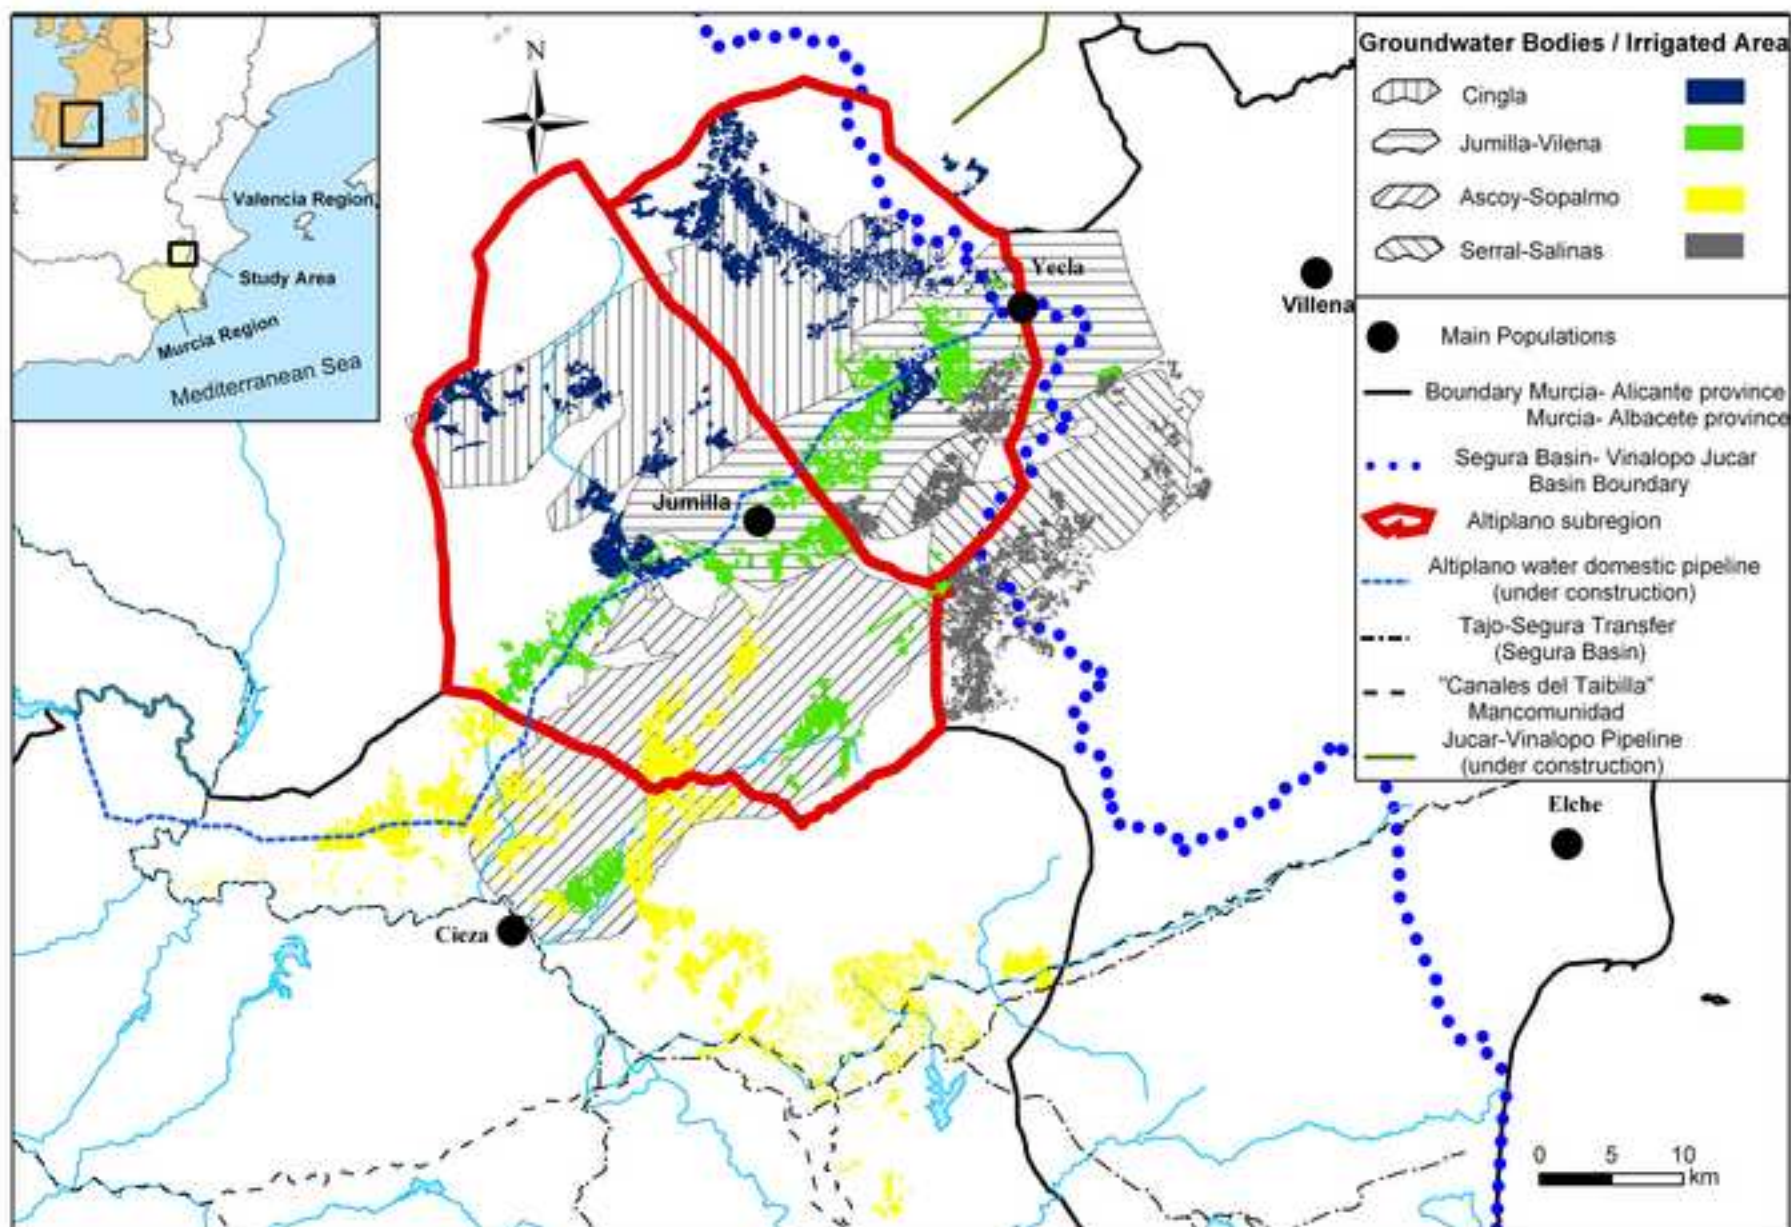 N
Valencia Region
Study Area
Murcia Region
Mediterranean Sea
Groundwater Bodies / Irrigated Area
Cingla
Jumilla-Vilena
Ascoy-Sopalmo
Serral-Salinas
Main Populations
Boundary Murcia- Alicante province
Murcia- Albacete province
Segura Basin- Vinalopo Jucar
Basin Boundary
Altiplano subregion
Altiplano water domestic pipeline
(under construction)
Tajo-Segura Transfer
(Segura Basin)
"Canales del Taibilla"
Mancomunidad
Jucar-Vinalopo Pipeline
(under construction)
Yecla
Villena
Jumilla
Elche
Cieza
0 5 10
km